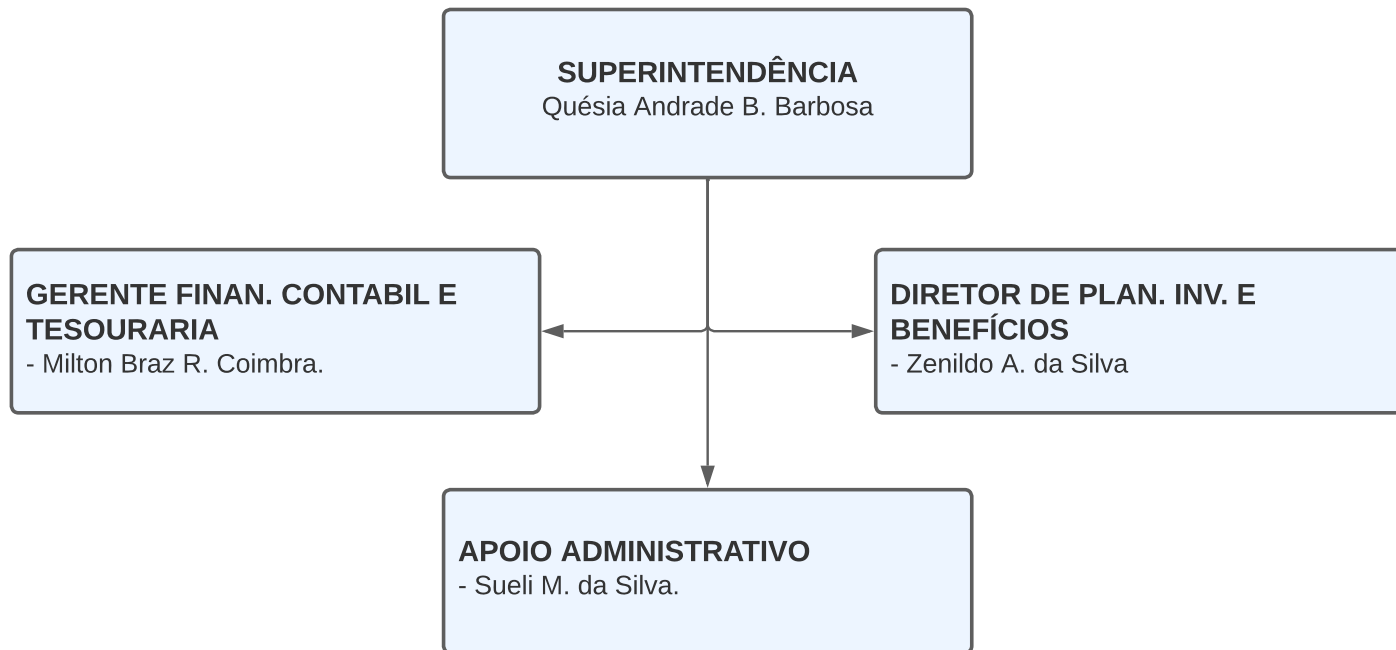 SUPERINTENDÊNCIA
Quésia Andrade B. Barbosa
GERENTE FINAN. CONTABIL E
TESOURARIA
- Milton Braz R. Coimbra.
DIRETOR DE PLAN. INV. E
BENEFÍCIOS
- Zenildo A. da Silva
APOIO ADMINISTRATIVO
- Sueli M. da Silva.